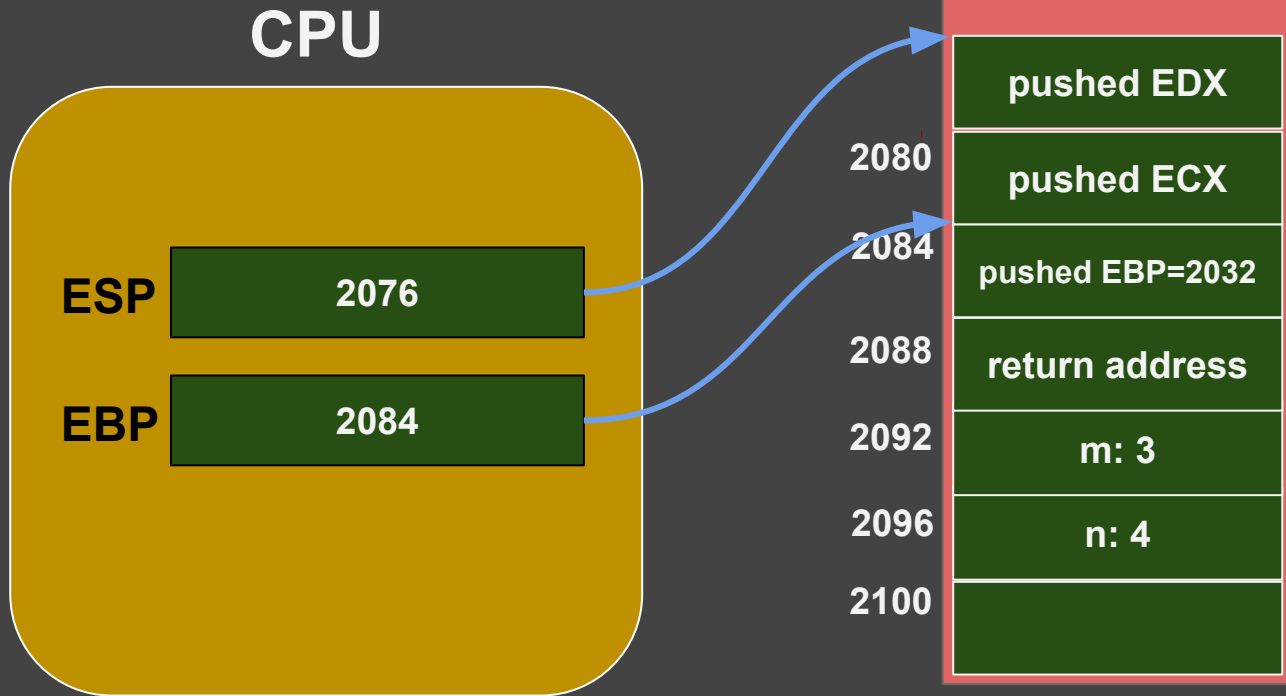 CPU
pushed EDX
2080
pushed ECX
2084
pushed EBP=2032
ESP
2076
2088
return address
EBP
2084
2092
m: 3
2096
n: 4
2100